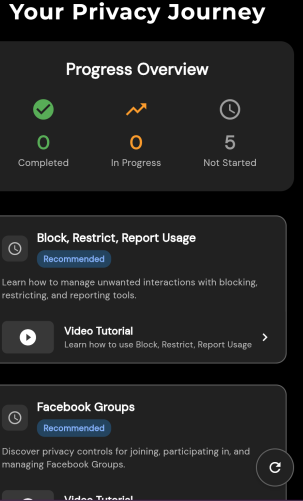 Your Privacy Journey
Progress Overview
0
0
5
Completed
In Progress
Not Started
Block, Restrict, Report Usage
Recommended
Learn how to manage unwanted interactions with blocking,
restricting, and reporting tools.
Video Tutorial
Learn how to use Block, Restrict, Report Usage
Facebook Groups
Recommended
Discover privacy controls for joining, participating in, and
managing Facebook Groups.
Video Tutorial